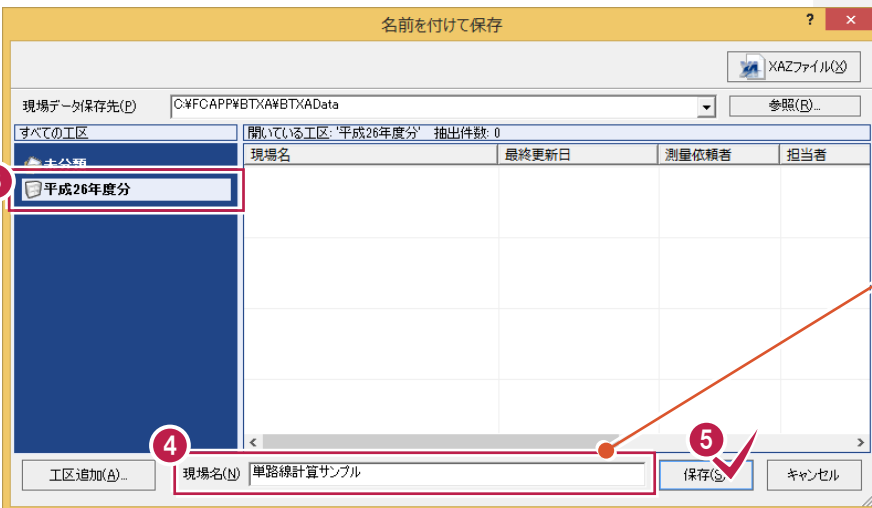 名前を付けて保存
?
×
XAZファイル(X)
現場データ保存先(P)
C:¥FCAPP¥BTXA¥BTXAData
参照(R)...
すべての工区
開いている工区: '平成26年度分' 抽出件数: 0
現場名
最終更新日
測量依頼者
担当者
未分類
平成26年度分
4
5
工区追加(A)...
現場名(N)
単路線計算サンプル
保存(S)
キャンセル